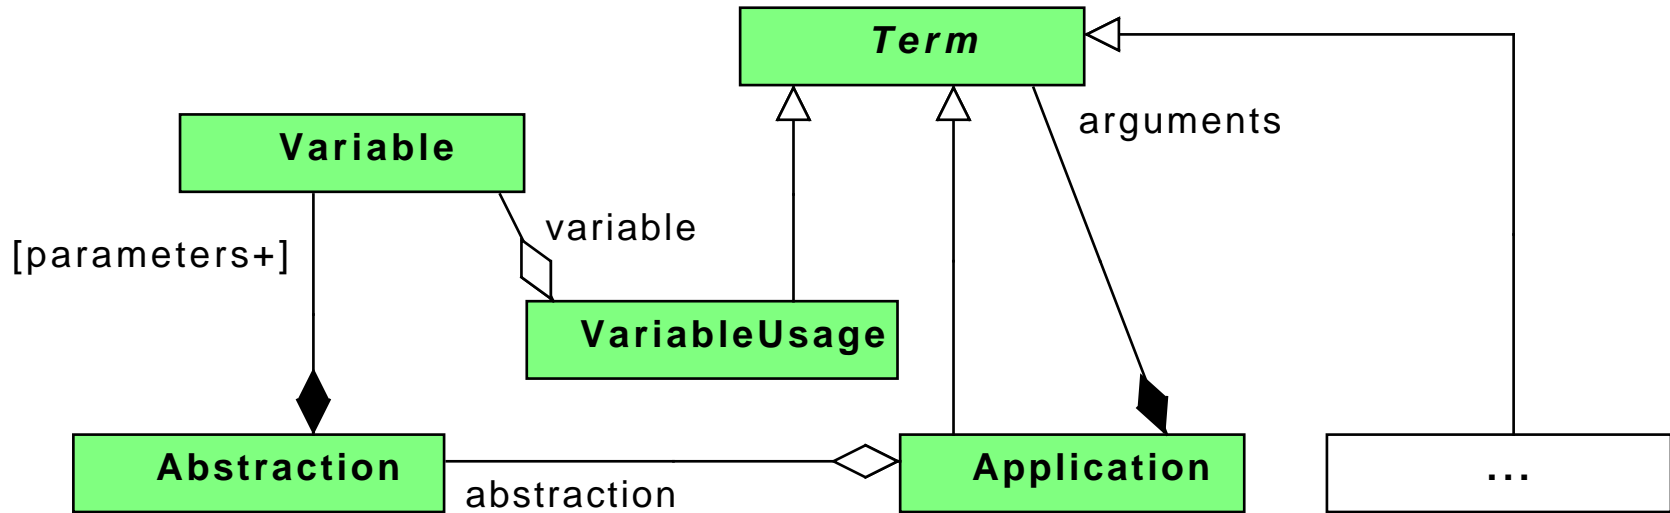 Term
arguments
Variable
variable
[parameters+]
VariableUsage
Abstraction
abstraction
Application
...